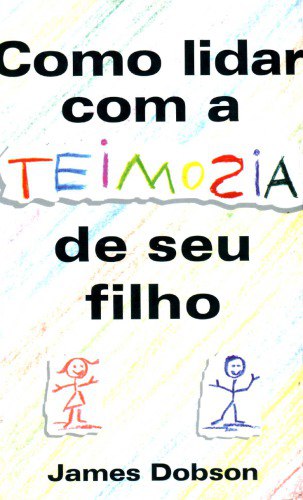 Como lidar
com a
TEiMOSiA
de seu
filho
James Dobson